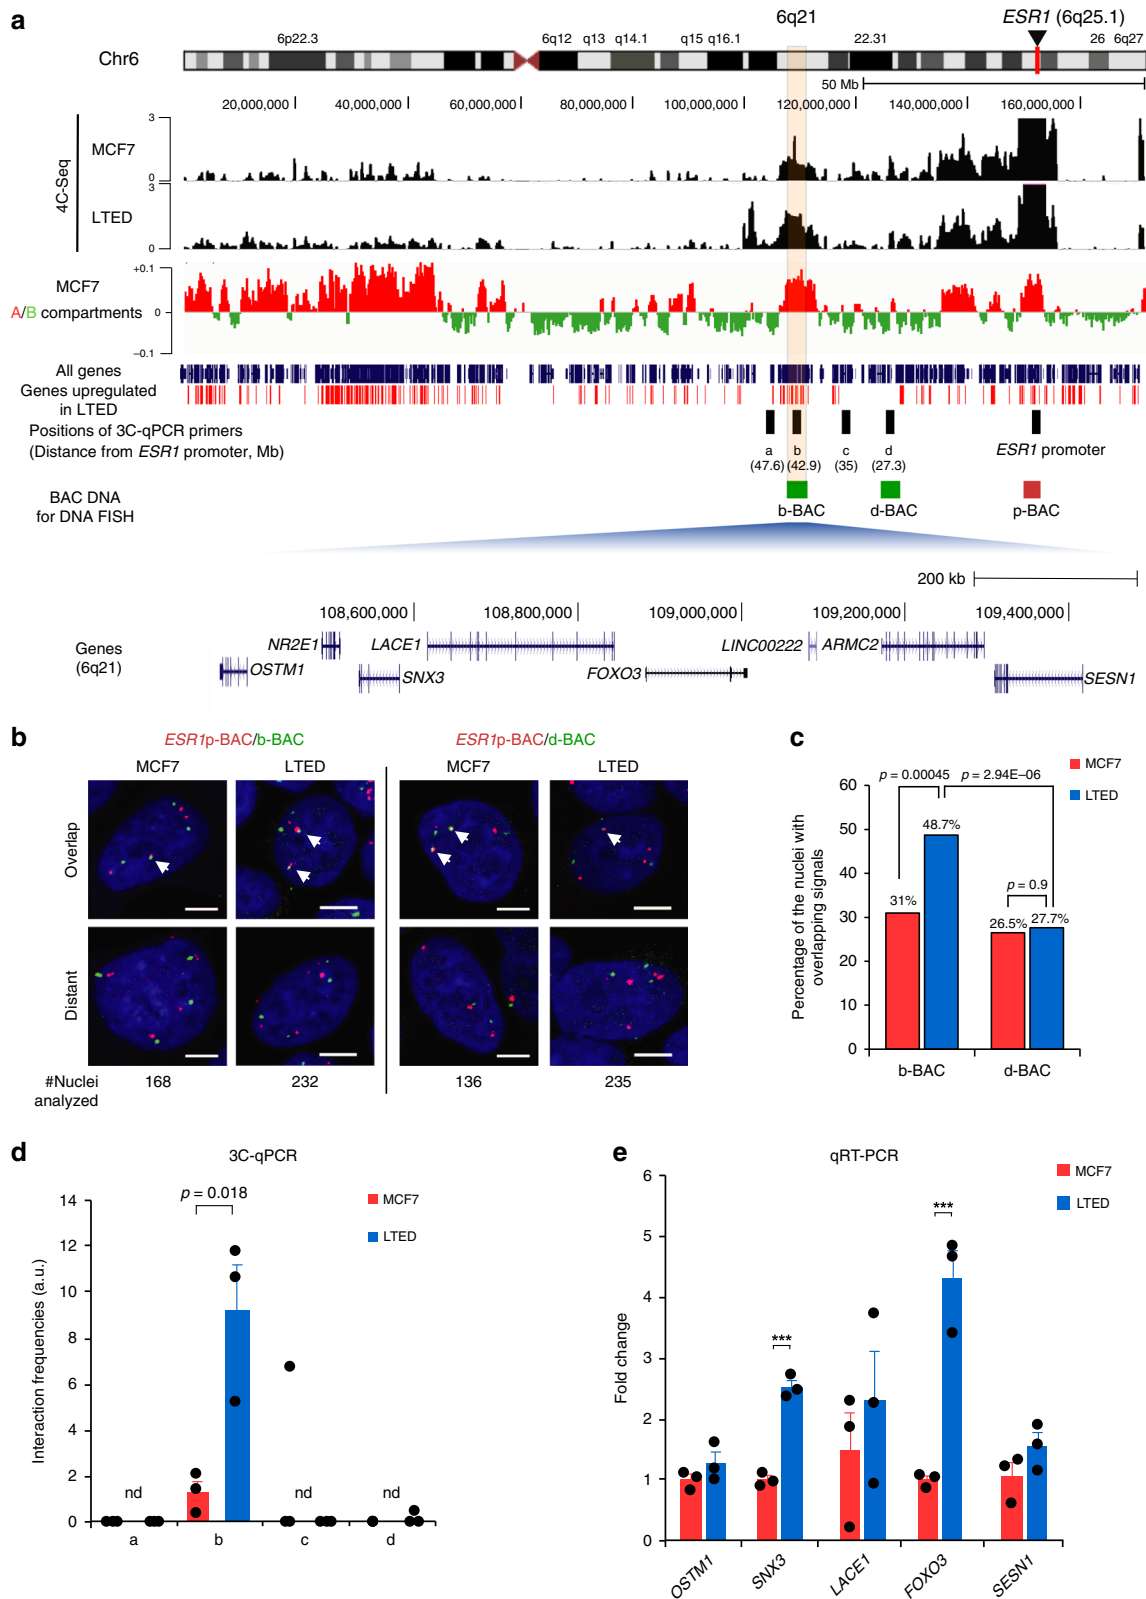 a
6q21
ESR1 (6q25.1)
6p22.3 6q12 q13 q14.1 q15 q16.1 22.31 26 6q27
Chr6
50 Mb
20,000,000 40,000,000 60,000,000 80,000,000 100,000,000 120,000,000 140,000,000 160,000,000
4C-Seq
MCF7
3
0
LTED
3
0
MCF7
A/B compartments
+0.1
0
−0.1
All genes
Genes upregulated
in LTED
Positions of 3C-qPCR primers
(Distance from ESR1 promoter, Mb)
a b c d ESR1 promoter
(47.6) (42.9) (35) (27.3)
BAC DNA
for DNA FISH
b-BAC d-BAC p-BAC
200 kb
108,600,000 108,800,000 109,000,000 109,200,000 109,400,000
Genes
(6q21)
NR2E1 LACE1 LINC00222 ARMC2
OSTM1 SNX3 FOXO3 SESN1
b
ESR1p-BAC/b-BAC ESR1p-BAC/d-BAC
MCF7 LTED MCF7 LTED
Overlap
Distant
#Nuclei
analyzed
168 232 136 235
c
MCF7
LTED
p = 0.00045 p = 2.94E−06
p = 0.9
Percentage of the nuclei with
overlapping signals
60
50
40
30
20
10
0
31% 48.7% 26.5% 27.7%
b-BAC d-BAC
d
3C-qPCR
p = 0.018
MCF7
LTED
Interaction frequencies (a.u.)
14
12
10
8
6
4
2
0
nd nd nd
a b c d
e
qRT-PCR
MCF7
LTED
Fold change
6
5
4
3
2
1
0
*** ***
OSTM1 SNX3 LACE1 FOXO3 SESN1